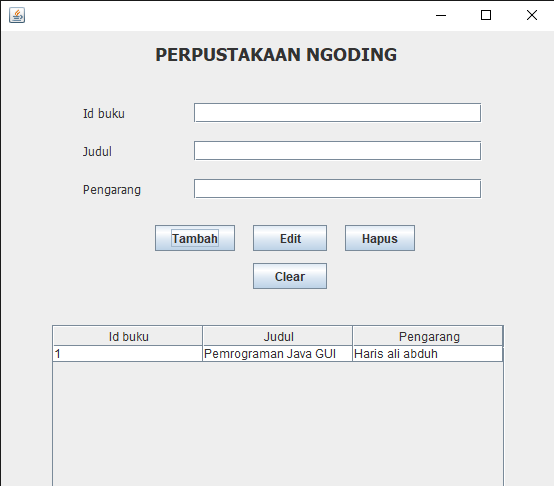 PERPUSTAKAAN NGODING
Id buku
Judul
Pengarang
Tambah Edit Hapus
Clear
Id buku Judul Pengarang
1 Pemrograman Java GUI Haris ali abduh